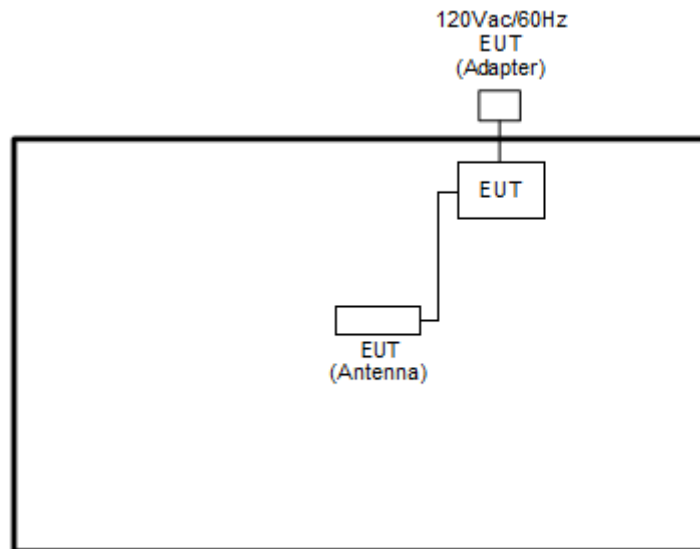 120Vac/60Hz
EUT
(Adapter)
EUT
EUT
(Antenna)